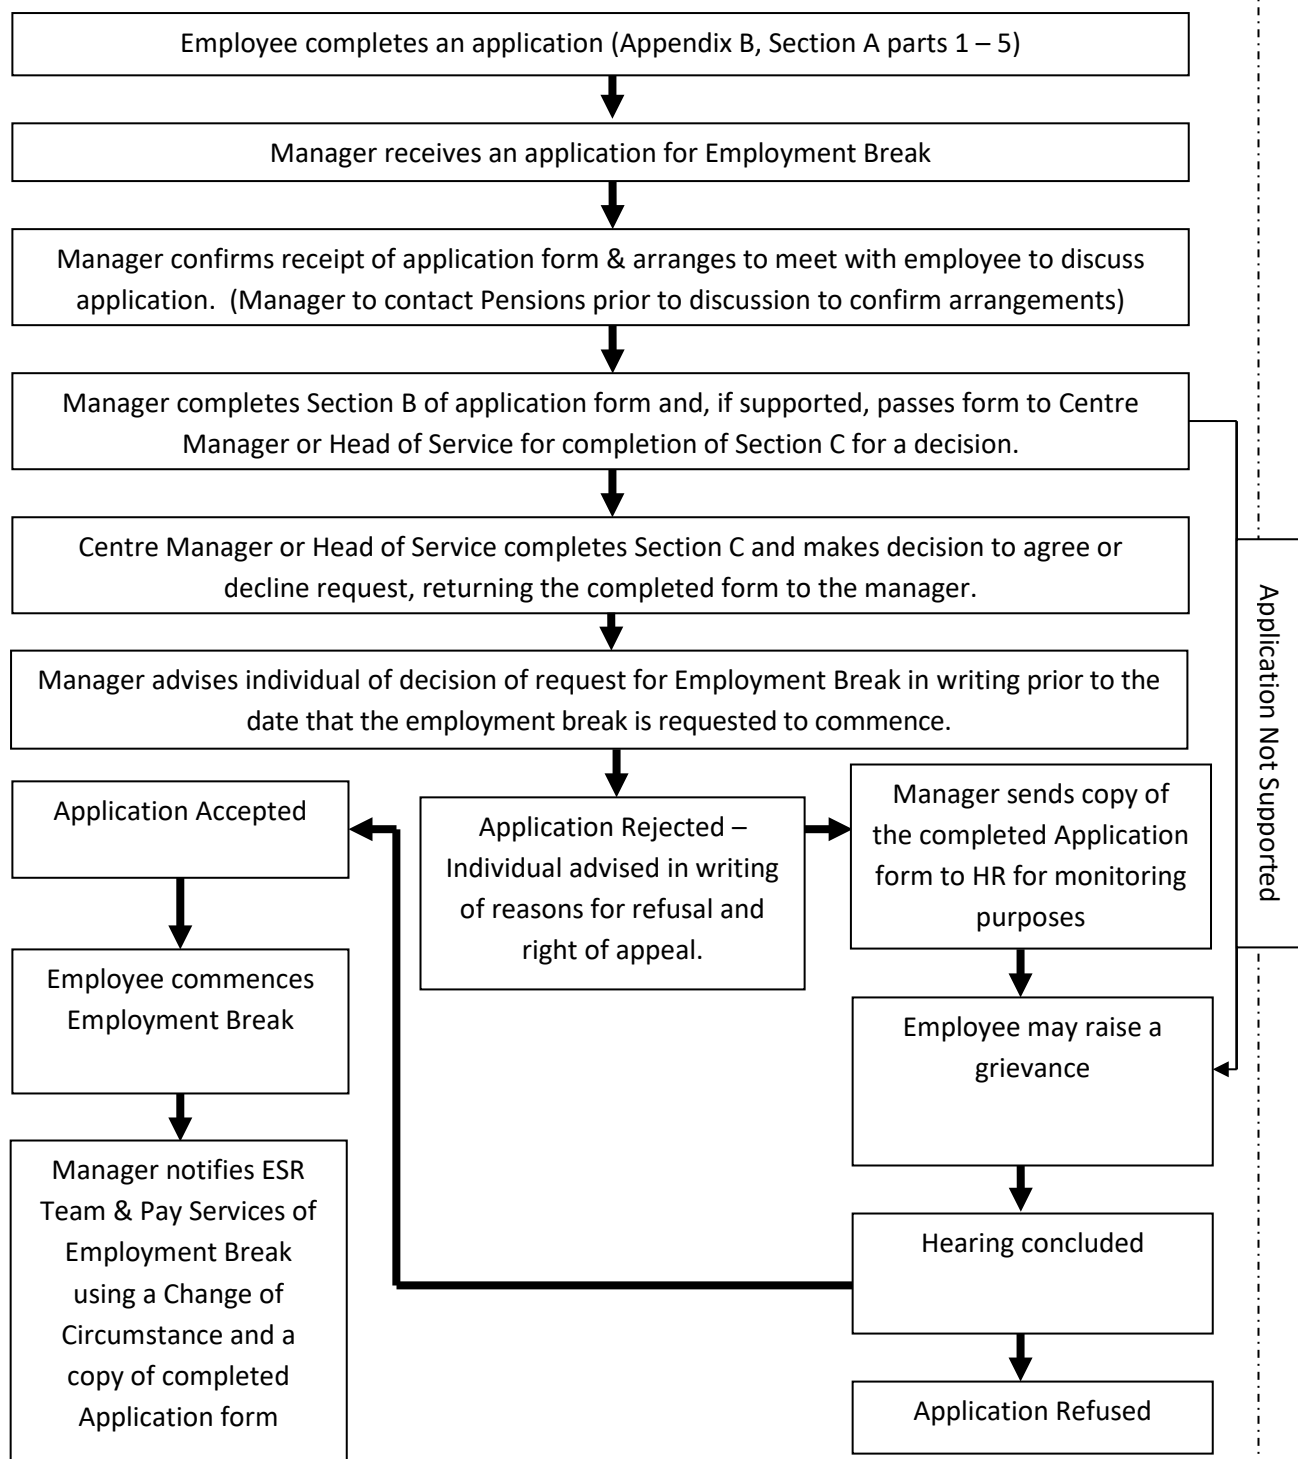 Employee completes an application (Appendix B, Section A parts 1 – 5)
Manager receives an application for Employment Break
Manager confirms receipt of application form & arranges to meet with employee to discuss
application.  (Manager to contact Pensions prior to discussion to confirm arrangements)
Manager completes Section B of application form and, if supported, passes form to Centre
Manager or Head of Service for completion of Section C for a decision.
Centre Manager or Head of Service completes Section C and makes decision to agree or
decline request, returning the completed form to the manager.
Application Not Supported
Manager advises individual of decision of request for Employment Break in writing prior to the
date that the employment break is requested to commence.
Application Accepted
Application Rejected –
Individual advised in writing
of reasons for refusal and
right of appeal.
Manager sends copy of
the completed Application
form to HR for monitoring
purposes
Employee commences
Employment Break
Employee may raise a
grievance
Manager notifies ESR
Team & Pay Services of
Employment Break
using a Change of
Circumstance and a
copy of completed
Application form
Hearing concluded
Application Refused